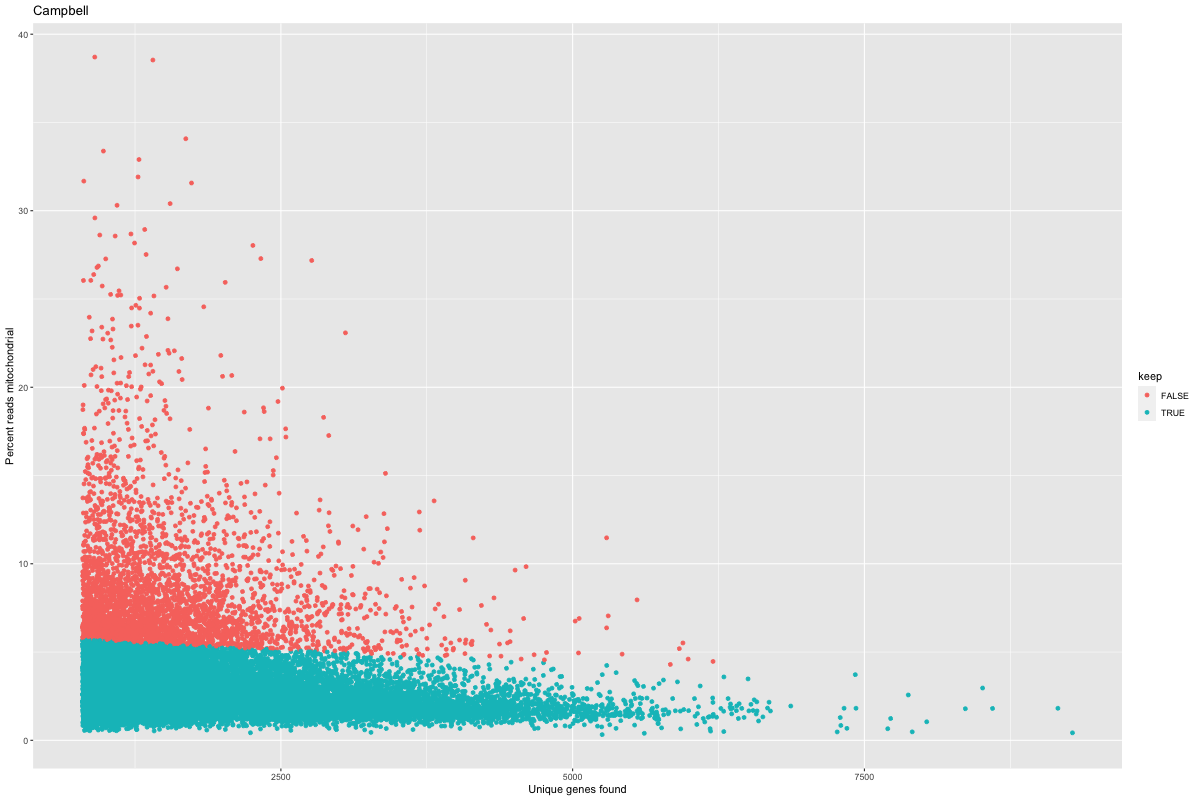 Campbell
40
30
20
10
0
Percent reads mitochondrial
2500
5000
7500
Unique genes found
keep
FALSE
TRUE